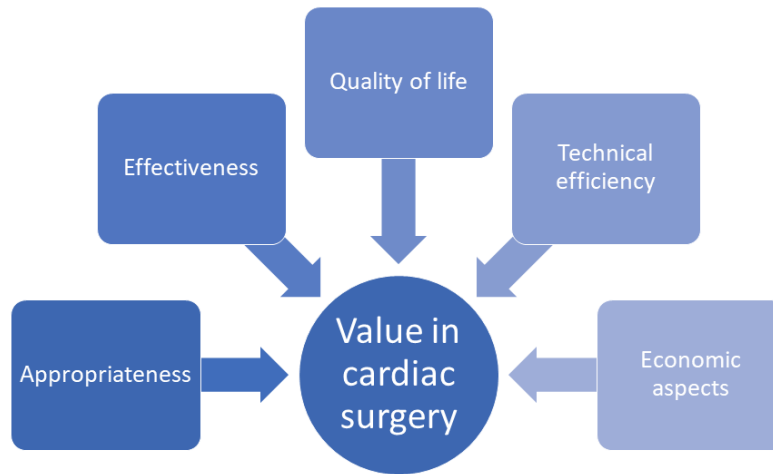 Quality of life
Effectiveness
Technical
efficiency
Appropriateness
Value in
cardiac
surgery
Economic
aspects